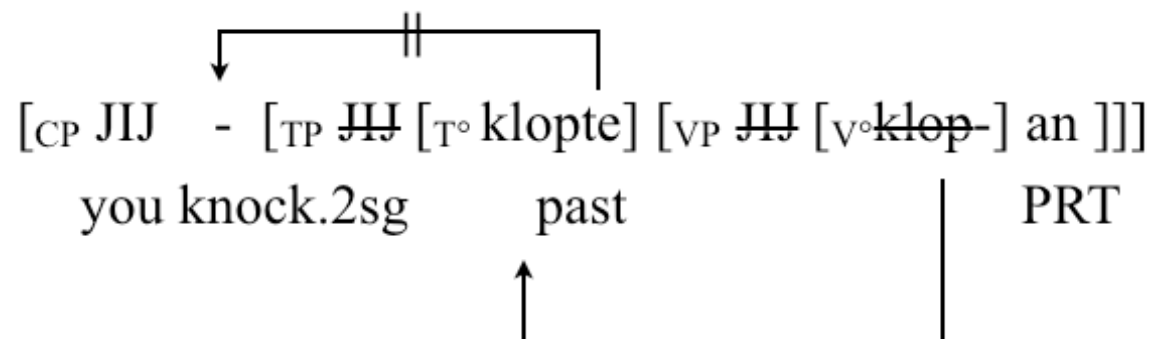 [CP JIJ - [TP JIJ [T° klopte] [VP JIJ [V°klop-] an ]]]
you knock.2sg past PRT